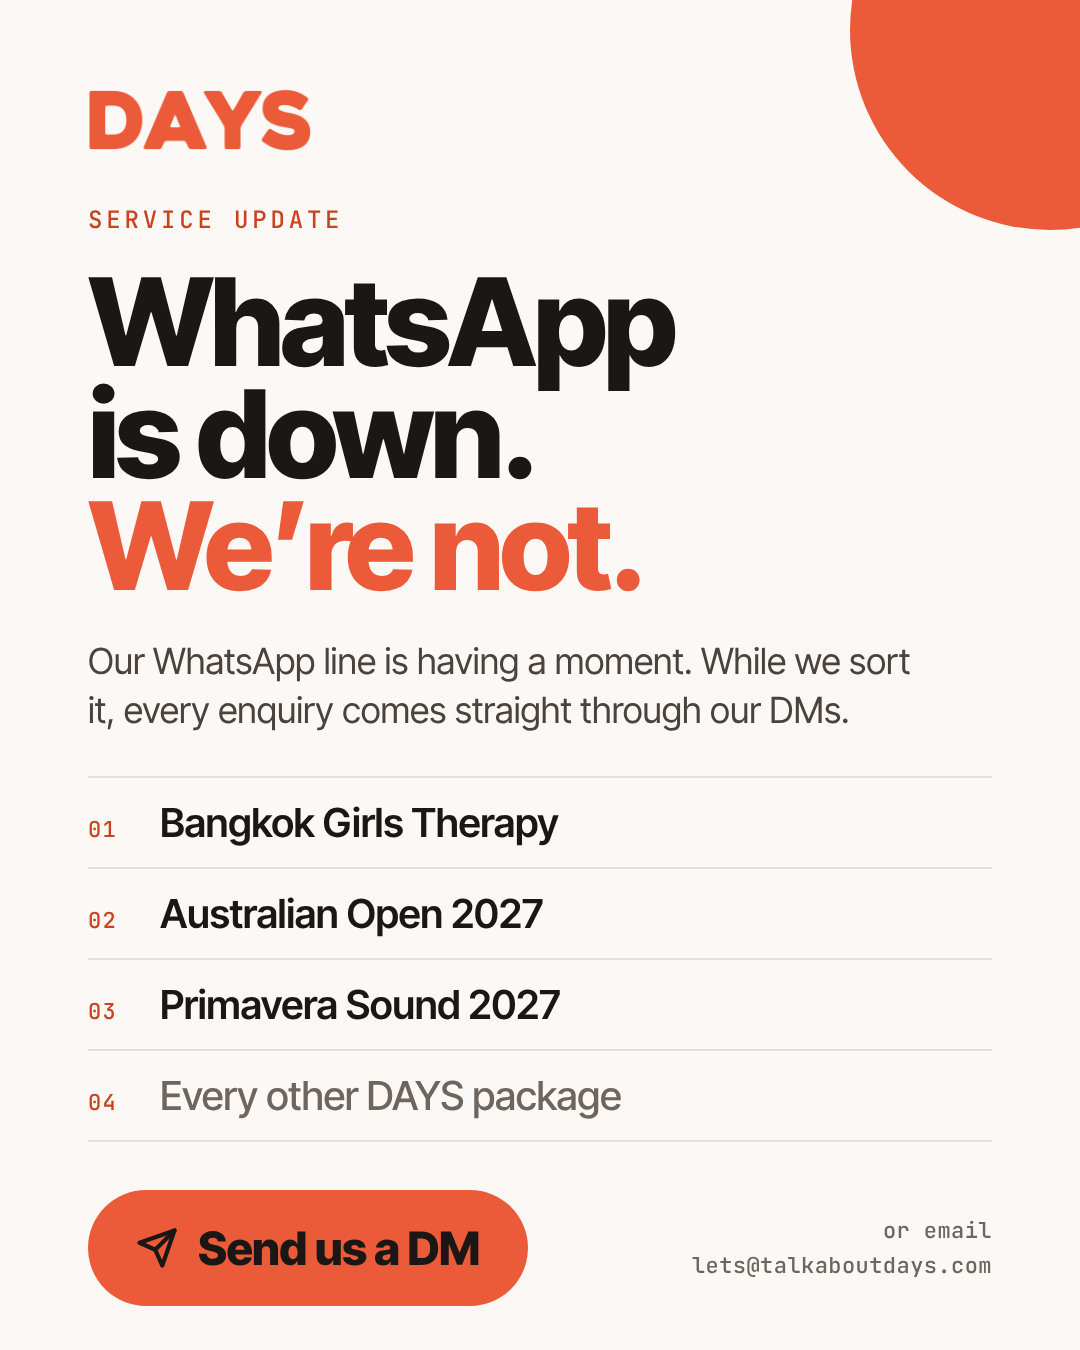 DAYS
SERVICE UPDATE
WhatsApp
is down.
We’re not.
Our WhatsApp line is having a moment. While we sort
it, every enquiry comes straight through our DMs.
01 Bangkok Girls Therapy
02 Australian Open 2027
03 Primavera Sound 2027
04 Every other DAYS package
Send us a DM
or email
lets@talkaboutdays.com